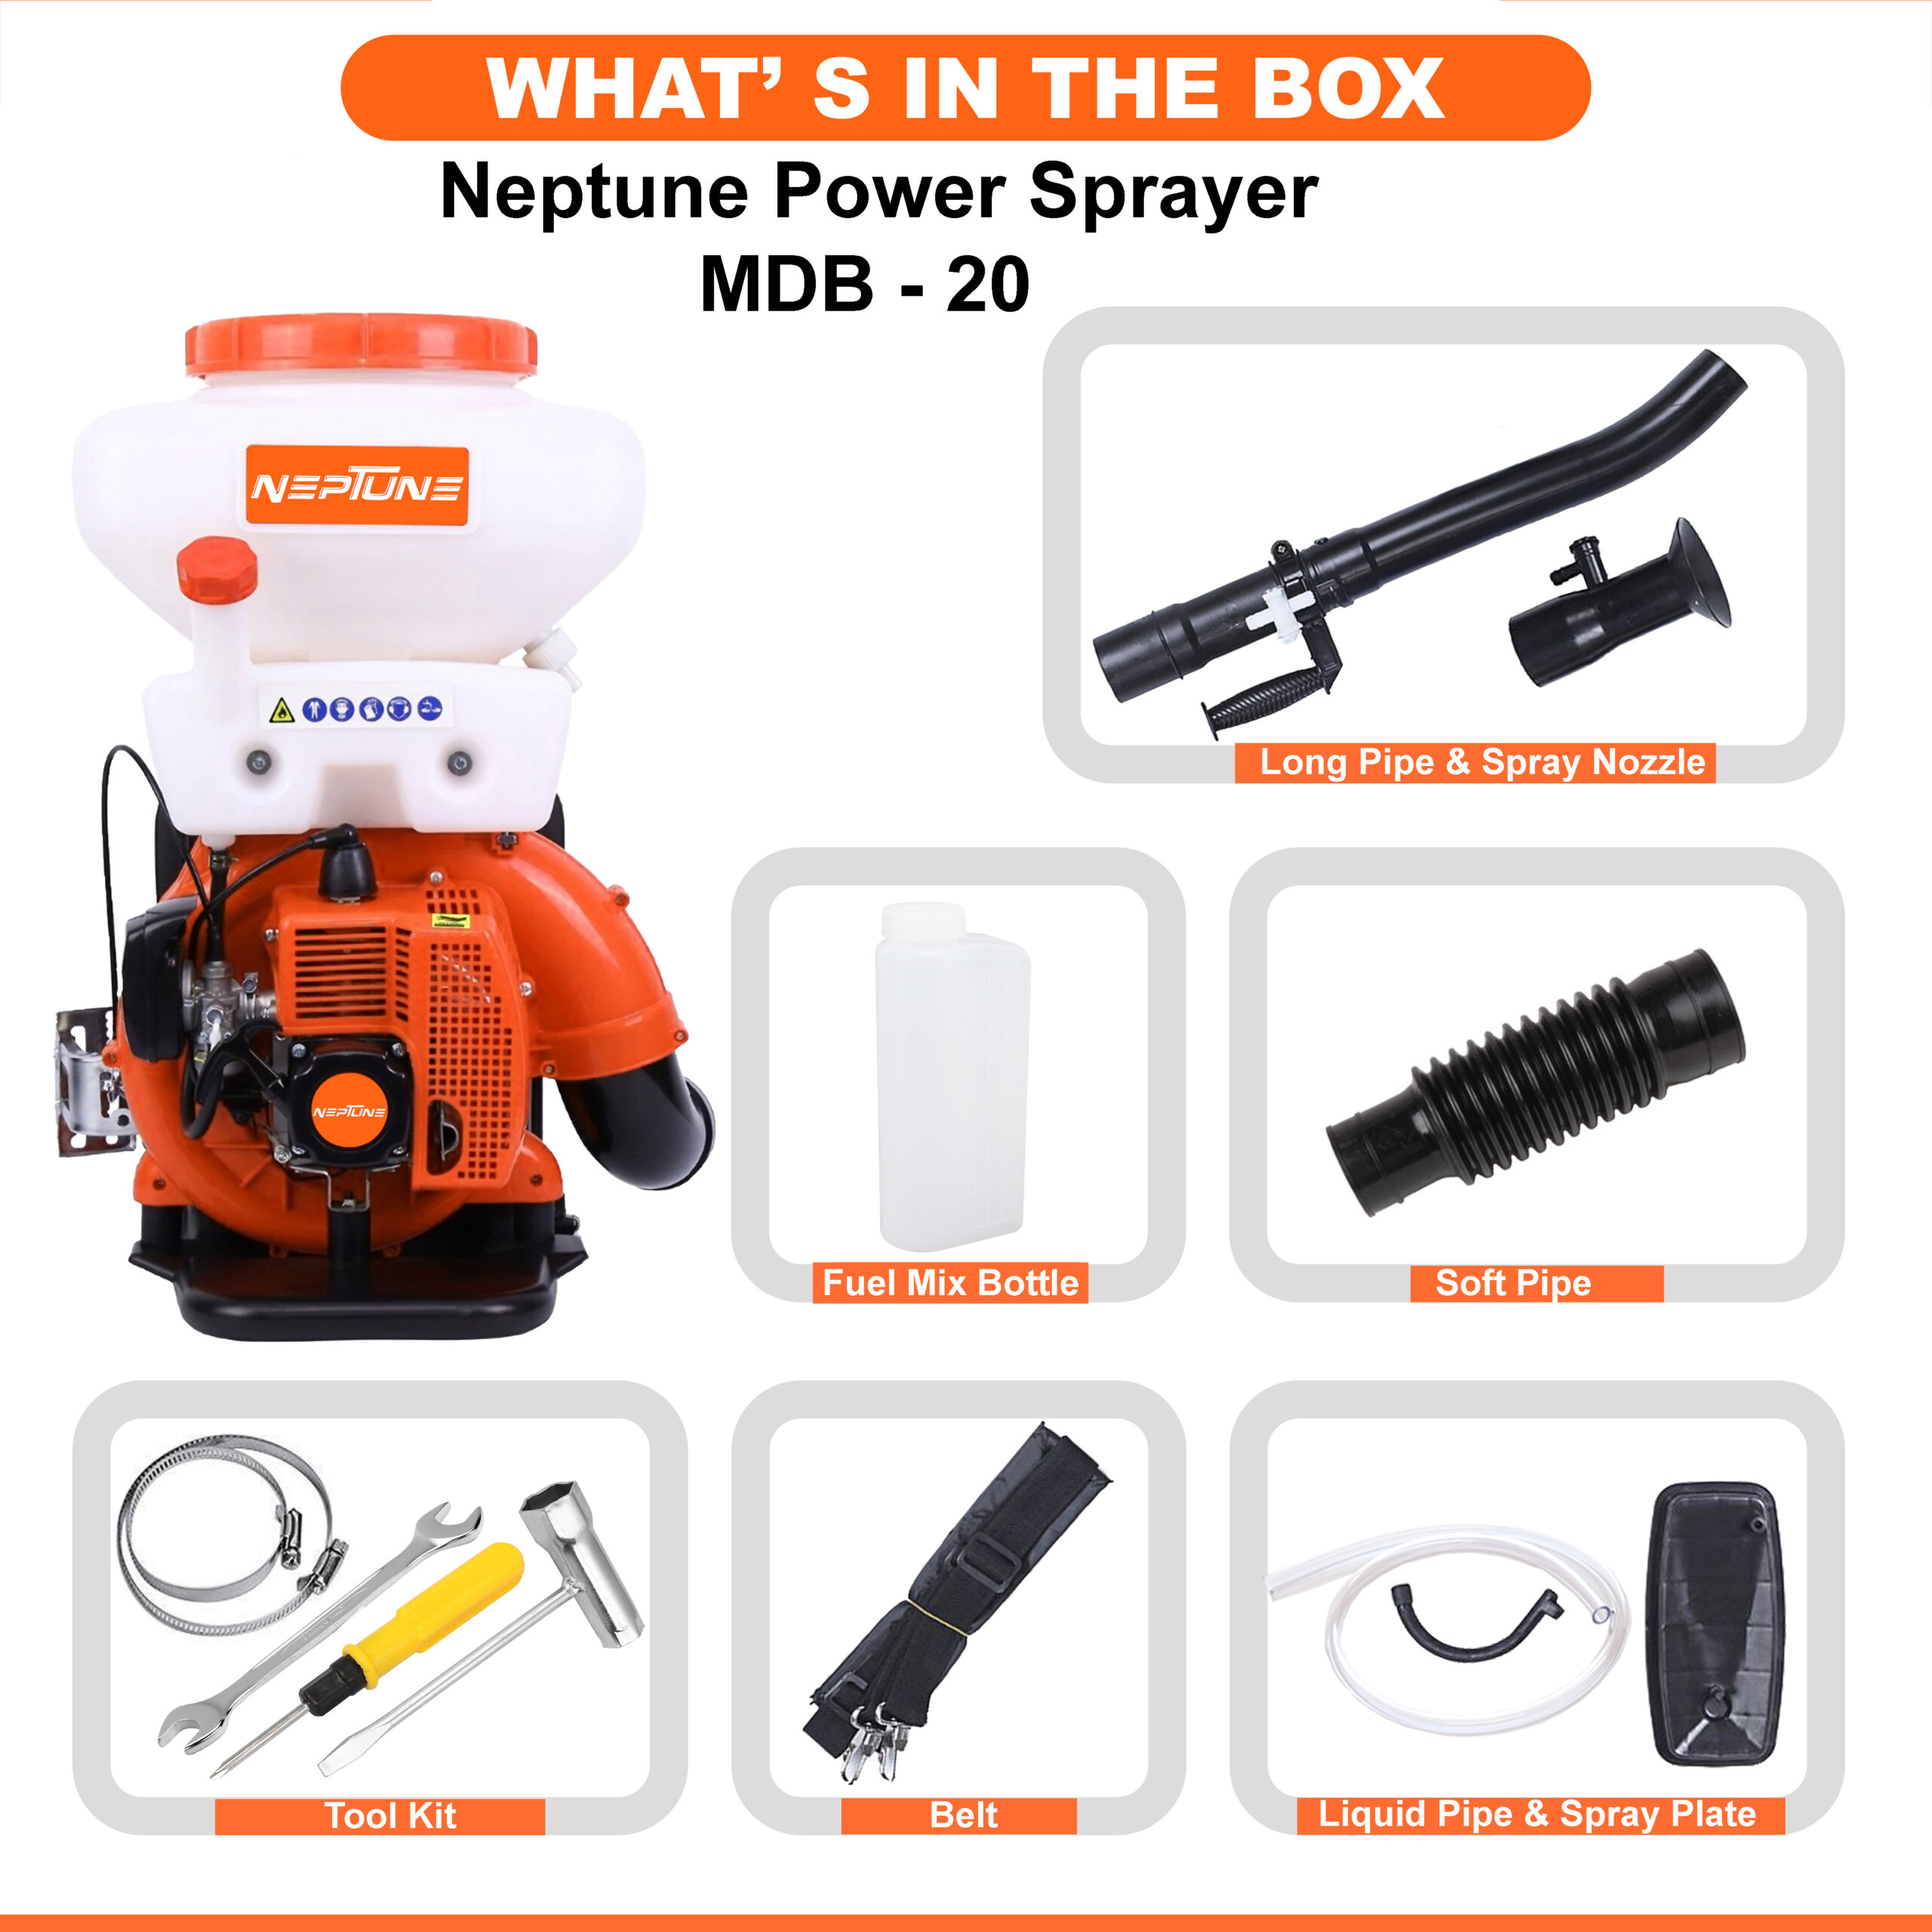 WHAT’ S IN THE BOX
Neptune Power Sprayer
MDB - 20
NEPTUNE
NEPTUNE
Long Pipe & Spray Nozzle
Fuel Mix Bottle
Soft Pipe
Tool Kit
Belt
Liquid Pipe & Spray Plate